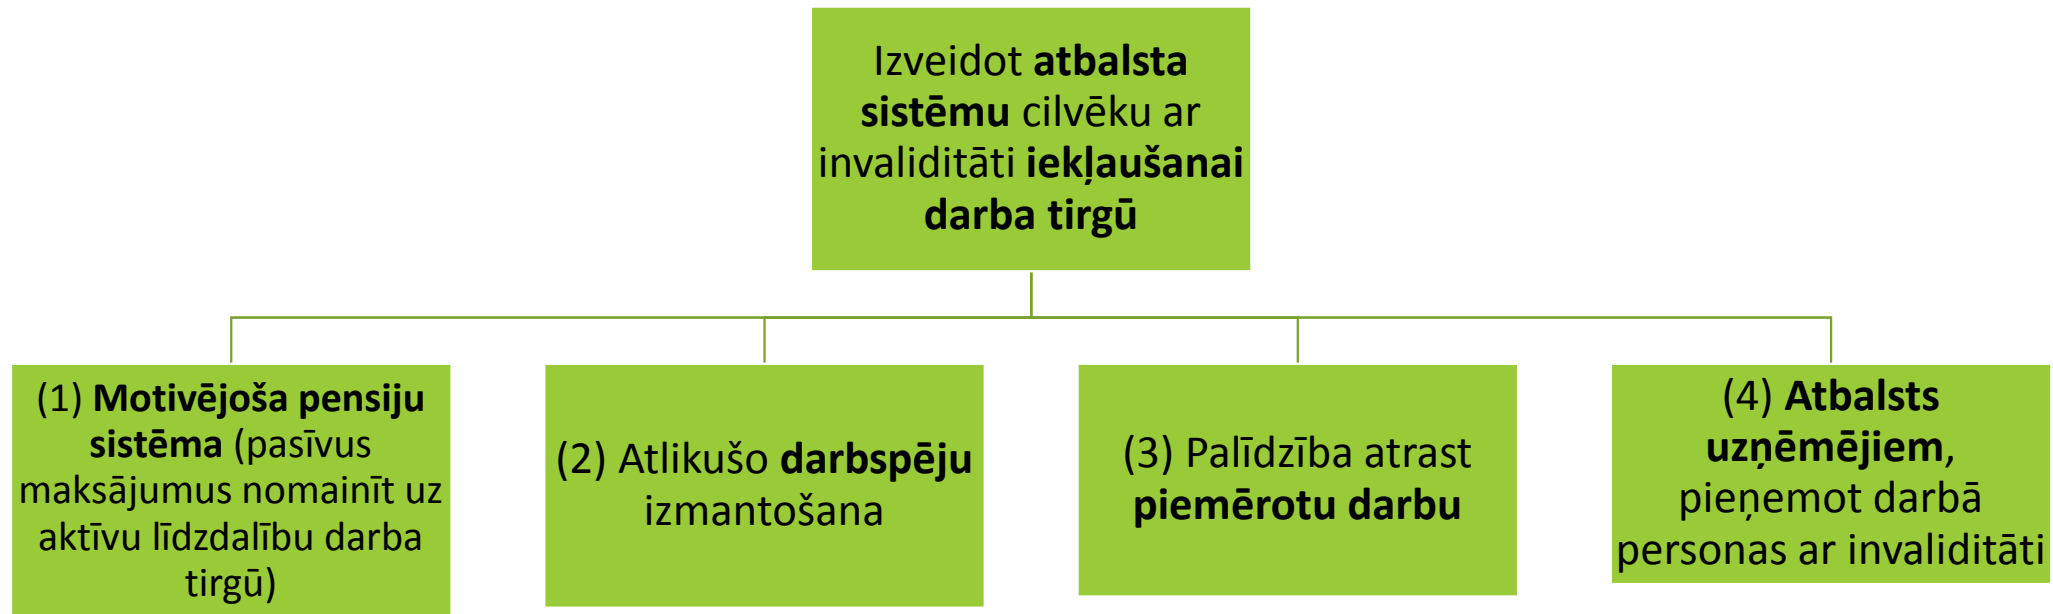 Izveidot atbalsta
sistēmu cilvēku ar
invaliditāti iekļaušanai
darba tirgū
(1) Motivējoša pensiju
sistēma (pasīvus
maksājumus nomainīt uz
aktīvu līdzdalību darba
tirgū)
(2) Atlikušo darbspēju
izmantošana
(3) Palīdzība atrast
piemērotu darbu
(4) Atbalsts
uzņēmējiem,
pieņemot darbā
personas ar invaliditāti